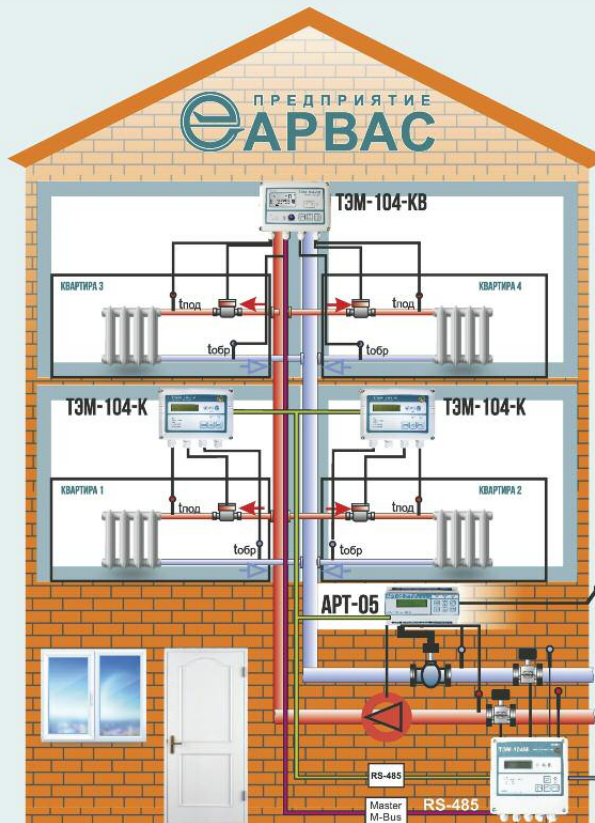 ПРЕДПРИЯТИЕ
АРВАС
ТЭМ-104-КВ
КВАРТИРА 3
КВАРТИРА 4
tпод
tпод
tобр
tобр
ТЭМ-104-К
ТЭМ-104-К
КВАРТИРА 1
КВАРТИРА 2
tпод
tпод
tобр
tобр
АРТ-05
RS-485
Master
M-Bus
RS-485